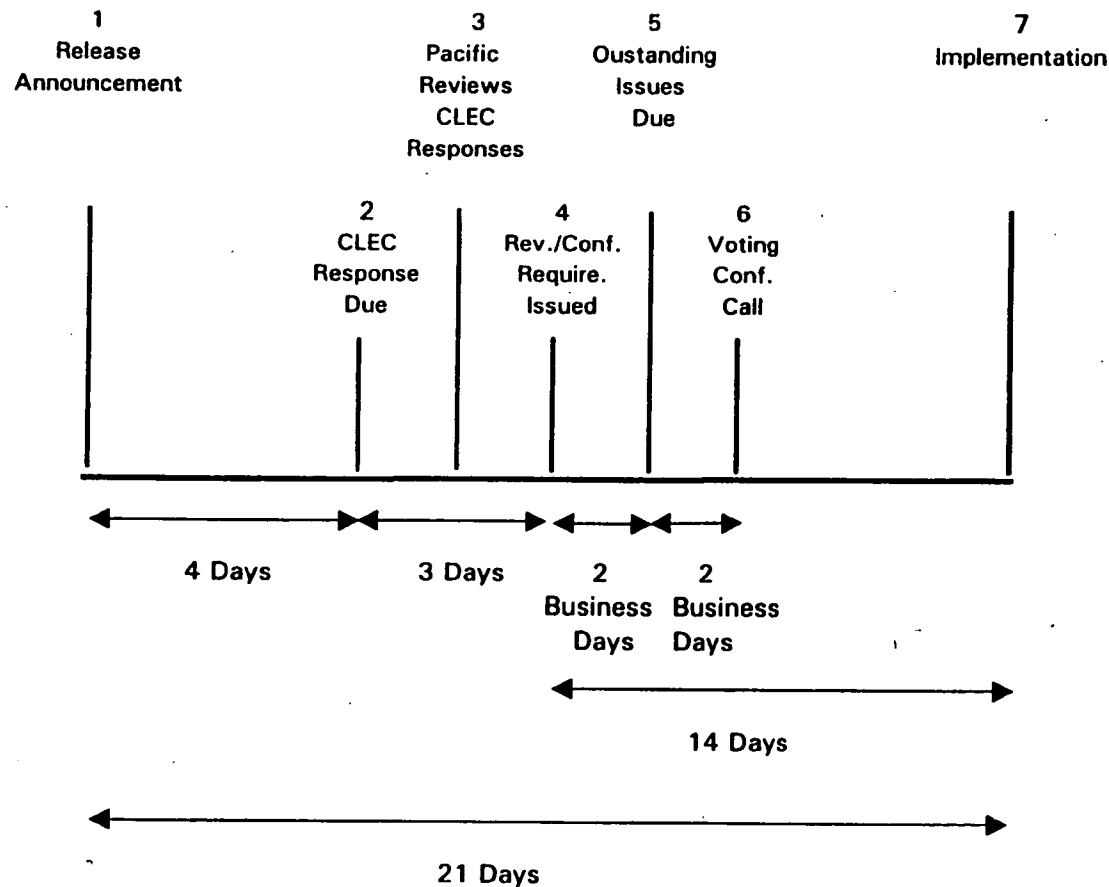 1
Release
Announcement
3
Pacific
Reviews
CLEC
Responses
5
Oustanding
Issues
Due
7
Implementation
2
CLEC
Response
Due
4
Rev./Conf.
Require.
Issued
6
Voting
Conf.
Call
4 Days
3 Days
2
Business
Days
2
Business
Days
14 Days
21 Days